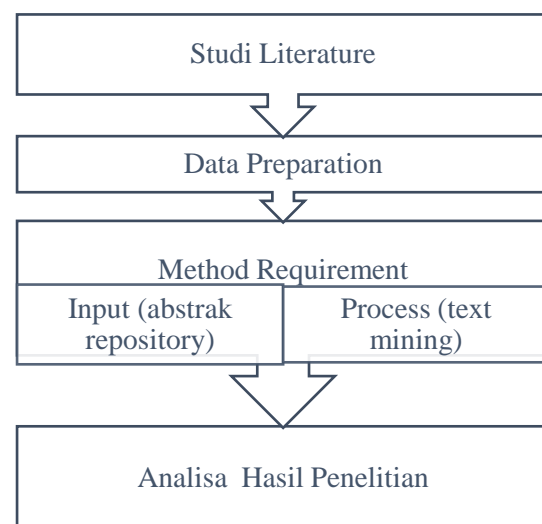 Studi Literature
Data Preparation
Method Requirement
Input (abstrak
repository)
Process (text
mining)
Analisa Hasil Penelitian